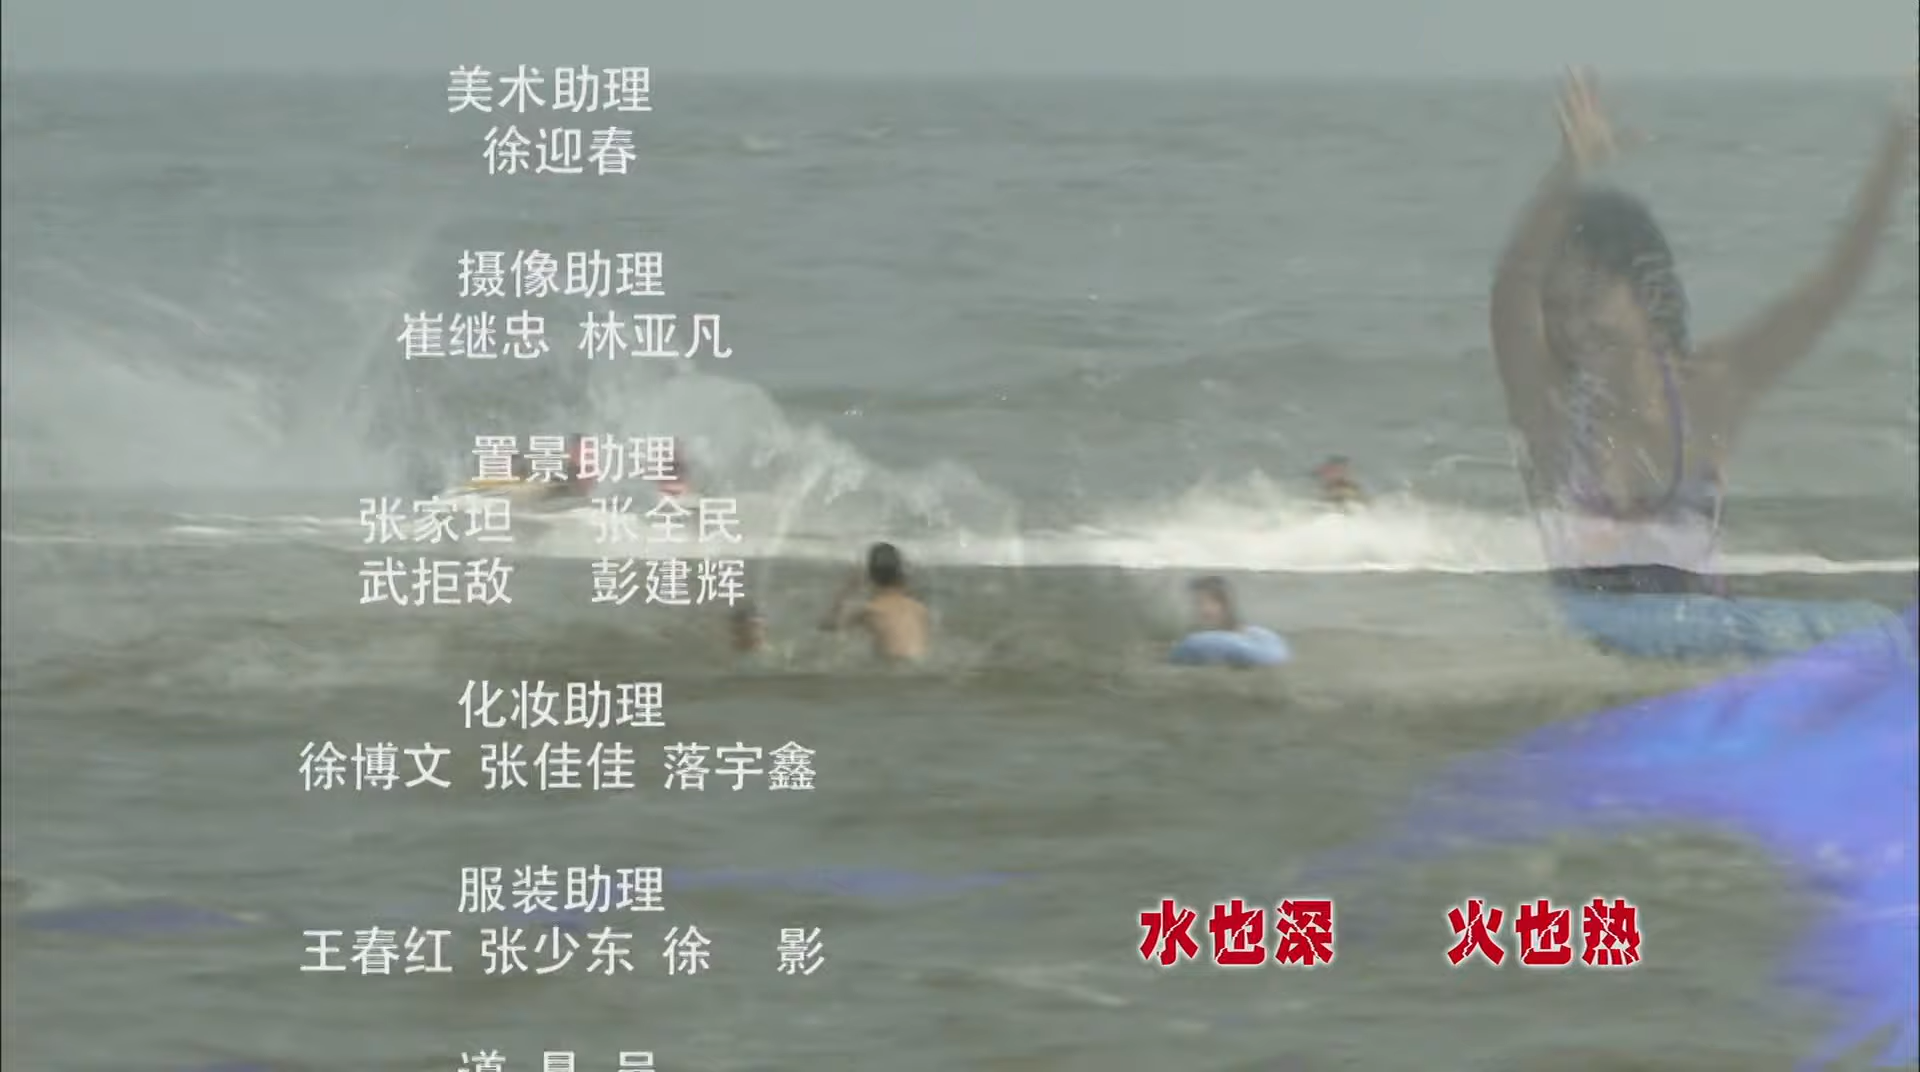 美术助理
徐迎春
摄像助理
崔继忠 林亚凡
置景助理
张家坦 张全民
武拒敌 彭建辉
化妆助理
徐博文 张佳佳 落宇鑫
服装助理
王春红 张少东 徐 影
水也深 火也热
道具员